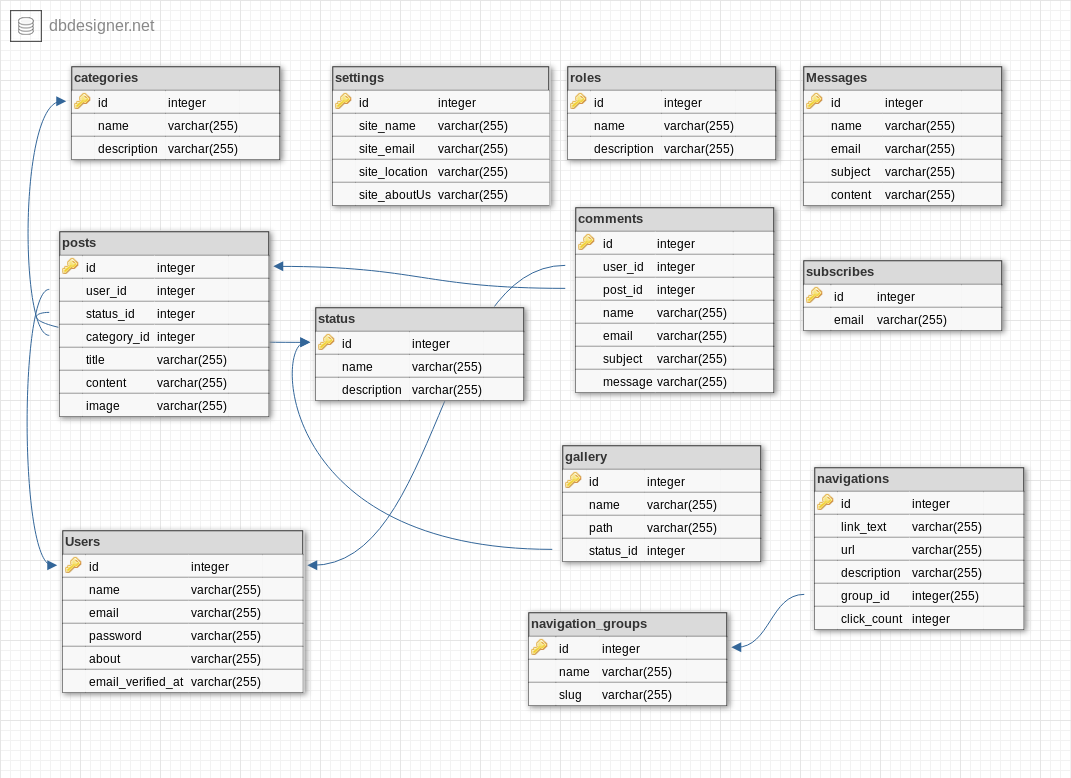 dbdesigner.net
categories
id integer
name varchar(255)
description varchar(255)
settings
id integer
site_name varchar(255)
site_email varchar(255)
site_location varchar(255)
site_aboutUs varchar(255)
roles
id integer
name varchar(255)
description varchar(255)
Messages
id integer
name varchar(255)
email varchar(255)
subject varchar(255)
content varchar(255)
posts
id integer
user_id integer
status_id integer
category_id integer
title varchar(255)
content varchar(255)
image varchar(255)
status
id integer
name varchar(255)
description varchar(255)
comments
id integer
user_id integer
post_id integer
name varchar(255)
email varchar(255)
subject varchar(255)
message varchar(255)
subscribes
id integer
email varchar(255)
Users
id integer
name varchar(255)
email varchar(255)
password varchar(255)
about varchar(255)
email_verified_at varchar(255)
gallery
id integer
name varchar(255)
path varchar(255)
status_id integer
navigations
id integer
link_text varchar(255)
url varchar(255)
description varchar(255)
group_id integer(255)
click_count integer
navigation_groups
id integer
name varchar(255)
slug varchar(255)